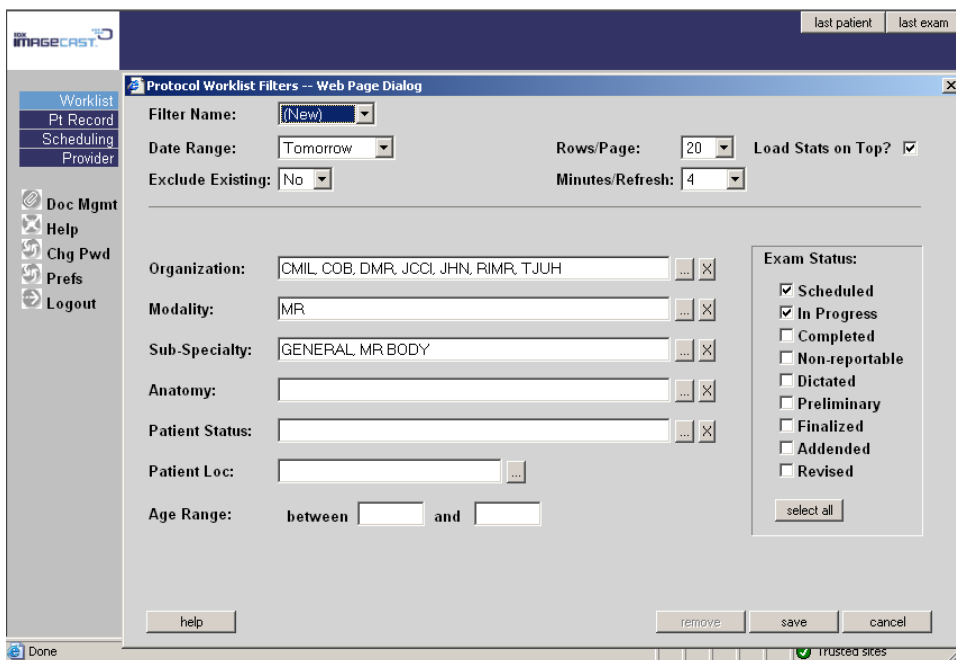 last patient last exam
IDX
IMAGECAST
Protocol Worklist Filters -- Web Page Dialog
Worklist
Pt Record
Scheduling
Provider
Doc Mgmt
Help
Chg Pwd
Prefs
Logout
Filter Name: (New)
Date Range: Tomorrow Rows/Page: 20 Load Stats on Top?
Exclude Existing: No Minutes/Refresh: 4
Organization: CMIL, COB, DMR, JCCI, JHN, RIMR, TJUH ... X
Modality: MR ... X
Sub-Specialty: GENERAL, MR BODY ... X
Anatomy: ... X
Patient Status: ... X
Patient Loc: ...
Age Range: between and
Exam Status:
Scheduled
In Progress
Completed
Non-reportable
Dictated
Preliminary
Finalized
Addended
Revised
select all
help remove save cancel
Done Trusted sites